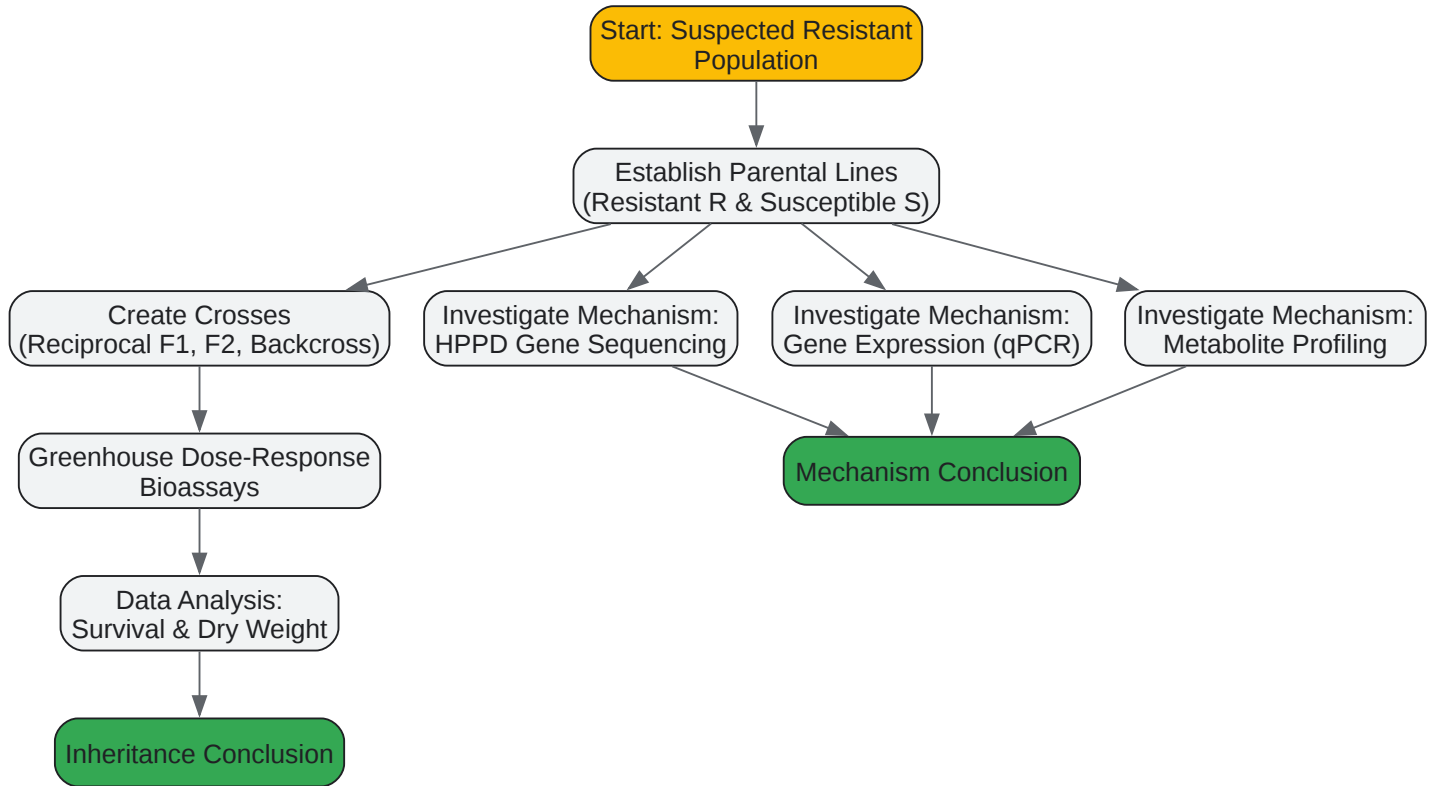 Start: Suspected Resistant
Population
Establish Parental Lines
(Resistant R & Susceptible S)
Create Crosses
(Reciprocal F1, F2, Backcross)
Investigate Mechanism:
HPPD Gene Sequencing
Investigate Mechanism:
Gene Expression (qPCR)
Investigate Mechanism:
Metabolite Profiling
Greenhouse Dose-Response
Bioassays
Mechanism Conclusion
Data Analysis:
Survival & Dry Weight
Inheritance Conclusion